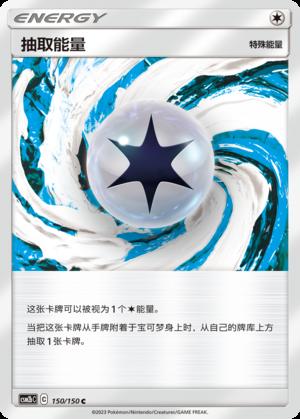 ENERGY
抽取能量
特殊能量
这张卡牌可以被视为1个能量。
当把这张卡牌从手牌附着于宝可梦身上时，从自己的牌库上方
抽取1张卡牌。
CSM2b C C 150/150 C
©2023 Pokémon/Nintendo/Creatures/GAME FREAK.